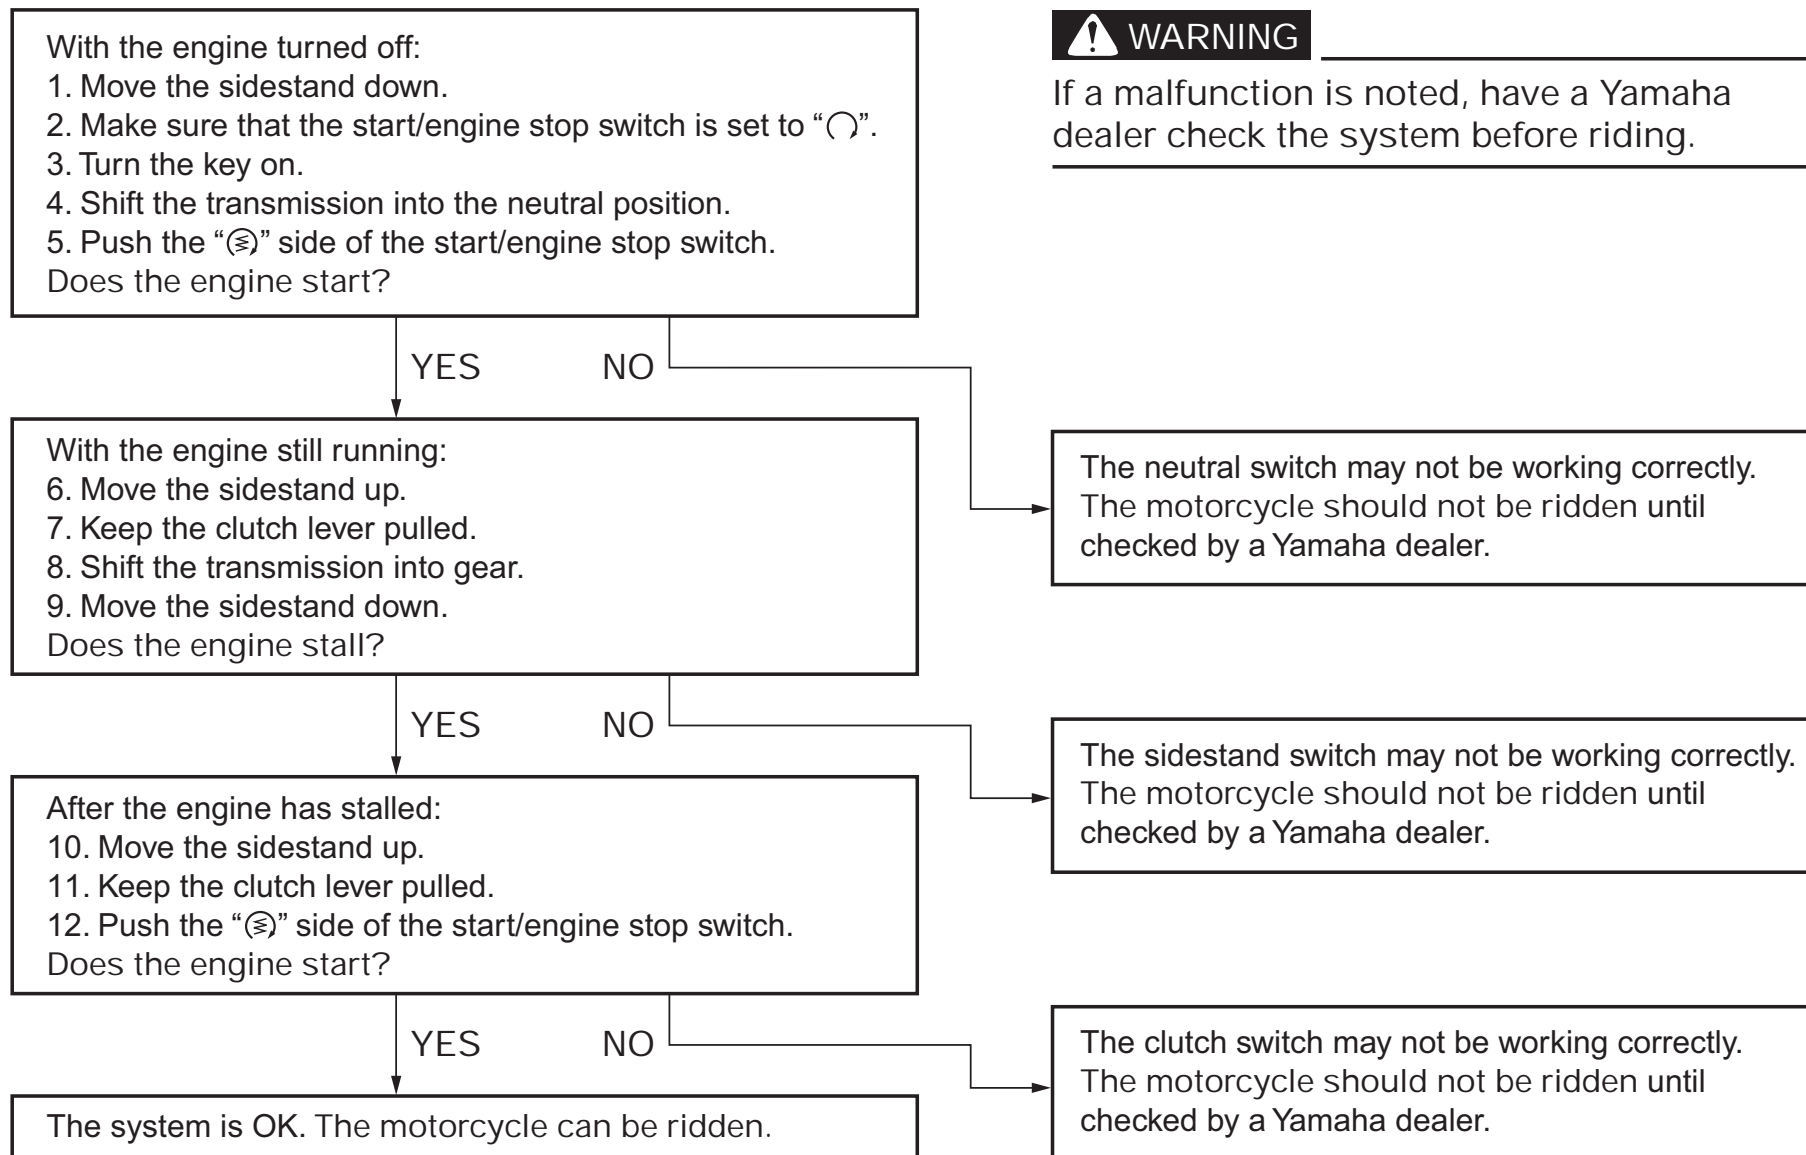 With the engine turned off:
1. Move the sidestand down.
2. Make sure that the start/engine stop switch is set to “”.
3. Turn the key on.
4. Shift the transmission into the neutral position.
5. Push the “” side of the start/engine stop switch.
Does the engine start?
WARNING
If a malfunction is noted, have a Yamaha
dealer check the system before riding.
YES
NO
With the engine still running:
6. Move the sidestand up.
7. Keep the clutch lever pulled.
8. Shift the transmission into gear.
9. Move the sidestand down.
Does the engine stall?
The neutral switch may not be working correctly.
The motorcycle should not be ridden until
checked by a Yamaha dealer.
YES
NO
After the engine has stalled:
10. Move the sidestand up.
11. Keep the clutch lever pulled.
12. Push the “” side of the start/engine stop switch.
Does the engine start?
The sidestand switch may not be working correctly.
The motorcycle should not be ridden until
checked by a Yamaha dealer.
YES
NO
The system is OK. The motorcycle can be ridden.
The clutch switch may not be working correctly.
The motorcycle should not be ridden until
checked by a Yamaha dealer.